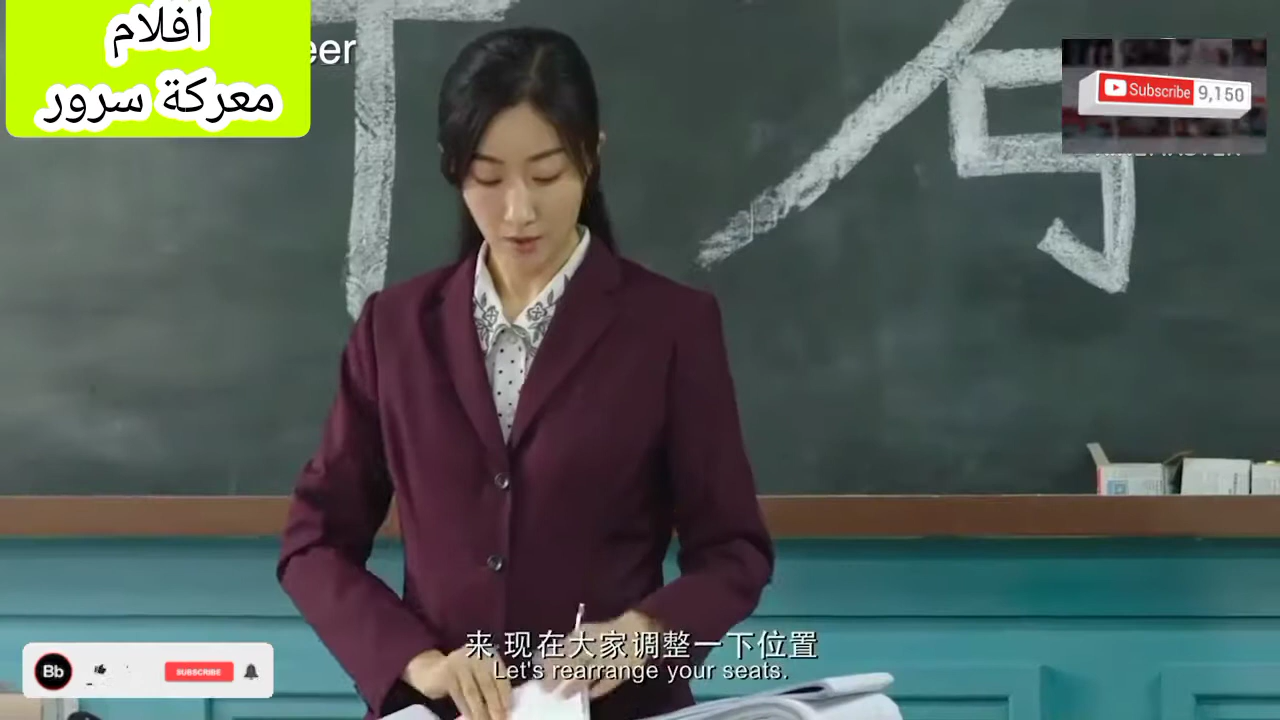 افلام
معركة سرور
eer
Subscribe 9,150
来 现在大家调整一下位置
Let's rearrange your seats.
Bb
SUBSCRIBE